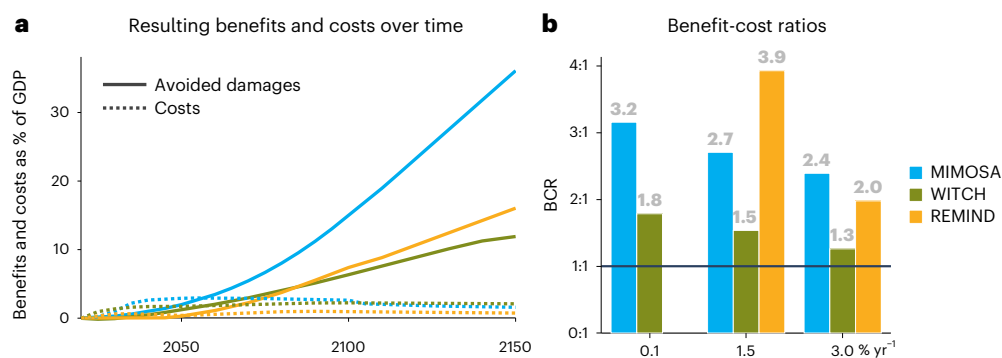 a
Resulting benefits and costs over time
Benefits and costs as % of GDP
30
20
10
0
Avoided damages
Costs
2050
2100
2150
b
Benefit-cost ratios
BCR
4:1
3:1
2:1
1:1
0:1
3.2
1.8
2.7
1.5
3.9
2.4
1.3
2.0
0.1
1.5
3.0 % yr⁻¹
MIMOSA
WITCH
REMIND